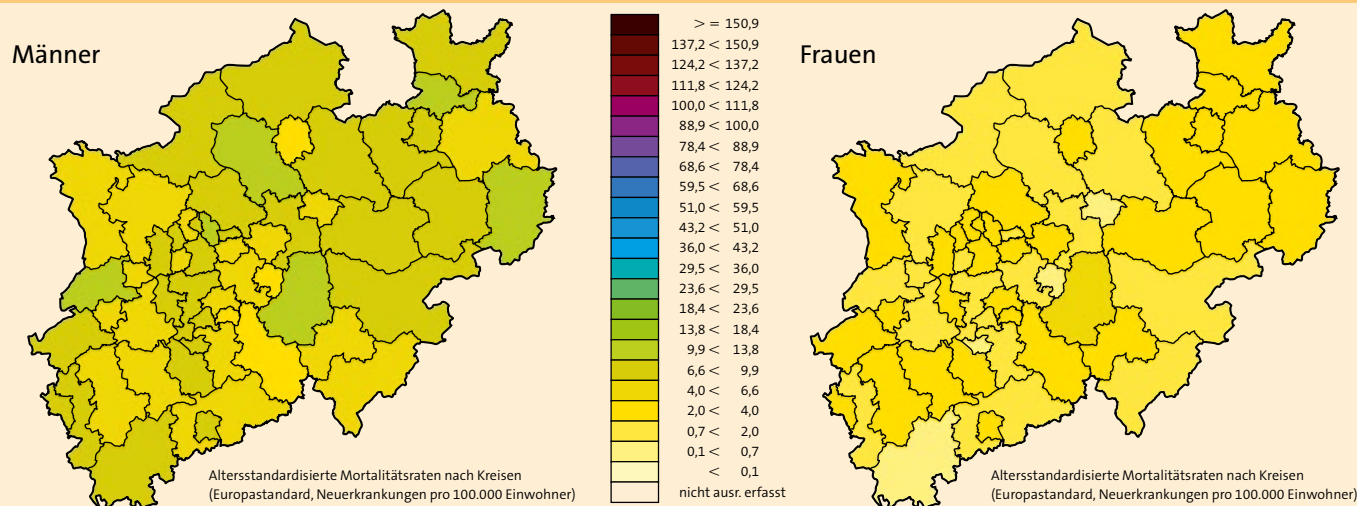 Männer
> = 150,9
137,2 < 150,9
124,2 < 137,2
111,8 < 124,2
100,0 < 111,8
88,9 < 100,0
78,4 < 88,9
68,6 < 78,4
59,5 < 68,6
51,0 < 59,5
43,2 < 51,0
36,0 < 43,2
29,5 < 36,0
23,6 < 29,5
18,4 < 23,6
13,8 < 18,4
9,9 < 13,8
6,6 < 9,9
4,0 < 6,6
2,0 < 4,0
0,7 < 2,0
0,1 < 0,7
< 0,1
nicht ausr. erfasst
Altersstandardisierte Mortalitätsraten nach Kreisen
(Europastandard, Neuerkrankungen pro 100.000 Einwohner)
Frauen
Altersstandardisierte Mortalitätsraten nach Kreisen
(Europastandard, Neuerkrankungen pro 100.000 Einwohner)